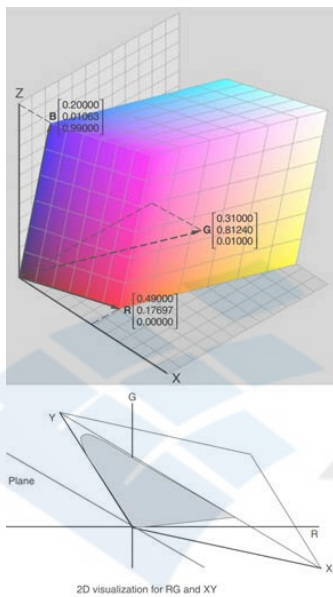 Z
B
0.20000
0.01063
0.99000
0.31000
G 0.81240
0.01000
0.49000
R 0.17697
0.00000
X
G
Y
Plane
R
X
2D visualization for RG and XY